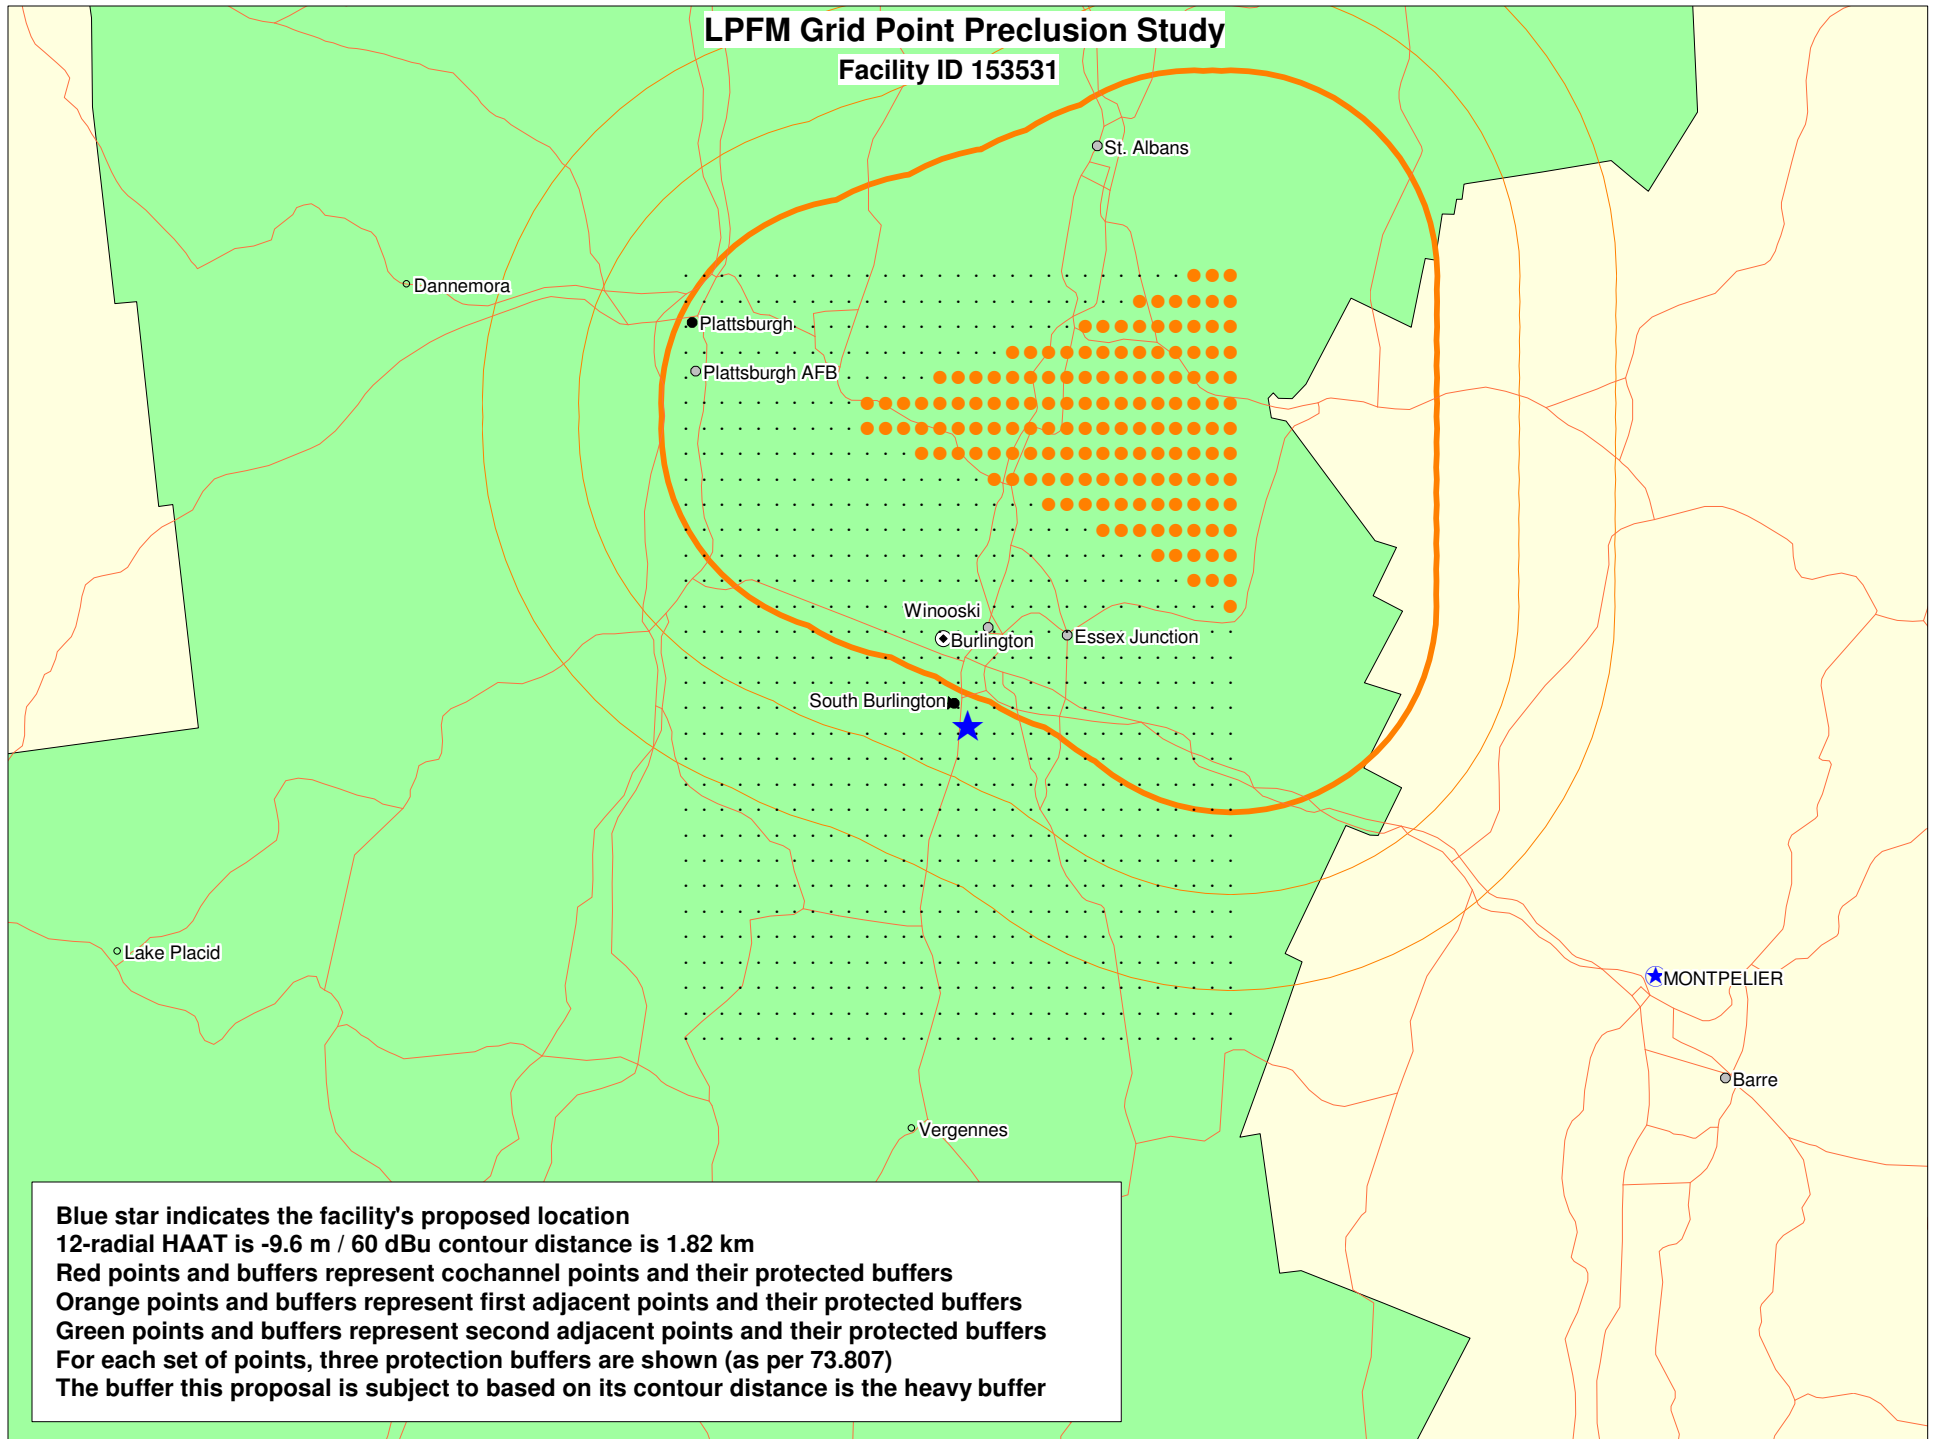 LPFM Grid Point Preclusion Study
Facility ID 153531
St. Albans
Dannemora
Plattsburgh
Plattsburgh AFB
Winooski
Burlington
Essex Junction
South Burlington
Lake Placid
MONTPELIER
Barre
Vergennes
Blue star indicates the facility's proposed location
12-radial HAAT is -9.6 m / 60 dBu contour distance is 1.82 km
Red points and buffers represent cochannel points and their protected buffers
Orange points and buffers represent first adjacent points and their protected buffers
Green points and buffers represent second adjacent points and their protected buffers
For each set of points, three protection buffers are shown (as per 73.807)
The buffer this proposal is subject to based on its contour distance is the heavy buffer